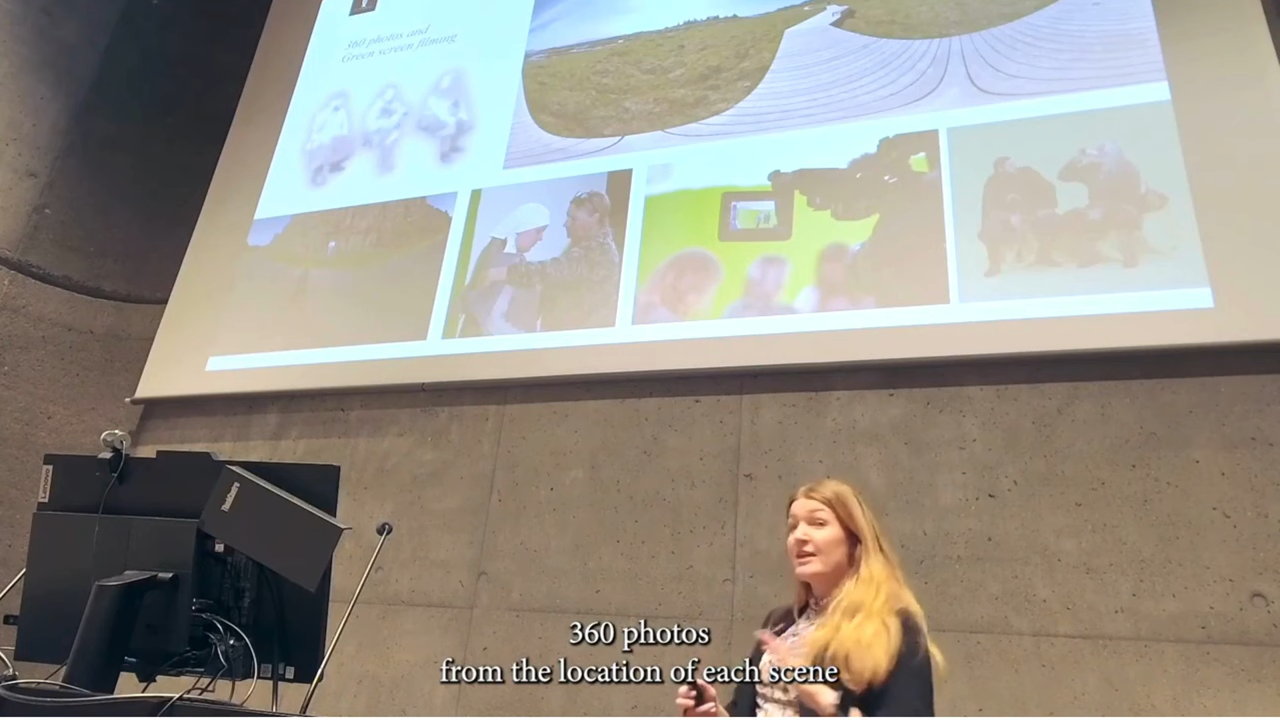 360 photos and
Green screen filming
Lenovo
ThinkCentre
360 photos
from the location of each scene